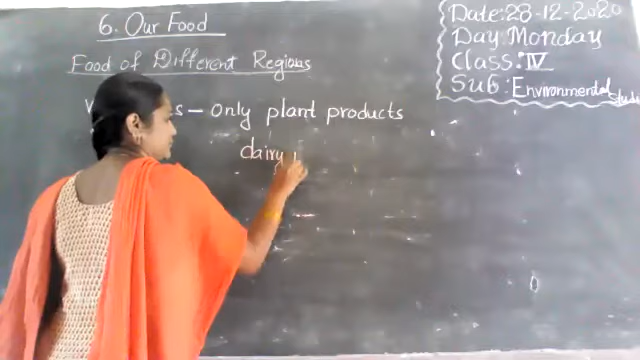 6. Our Food
Food of Different Regions
s – only plant products
dairy
Date: 28-12-2020
Day: Monday
Class: IV
Sub: Environmental Studi